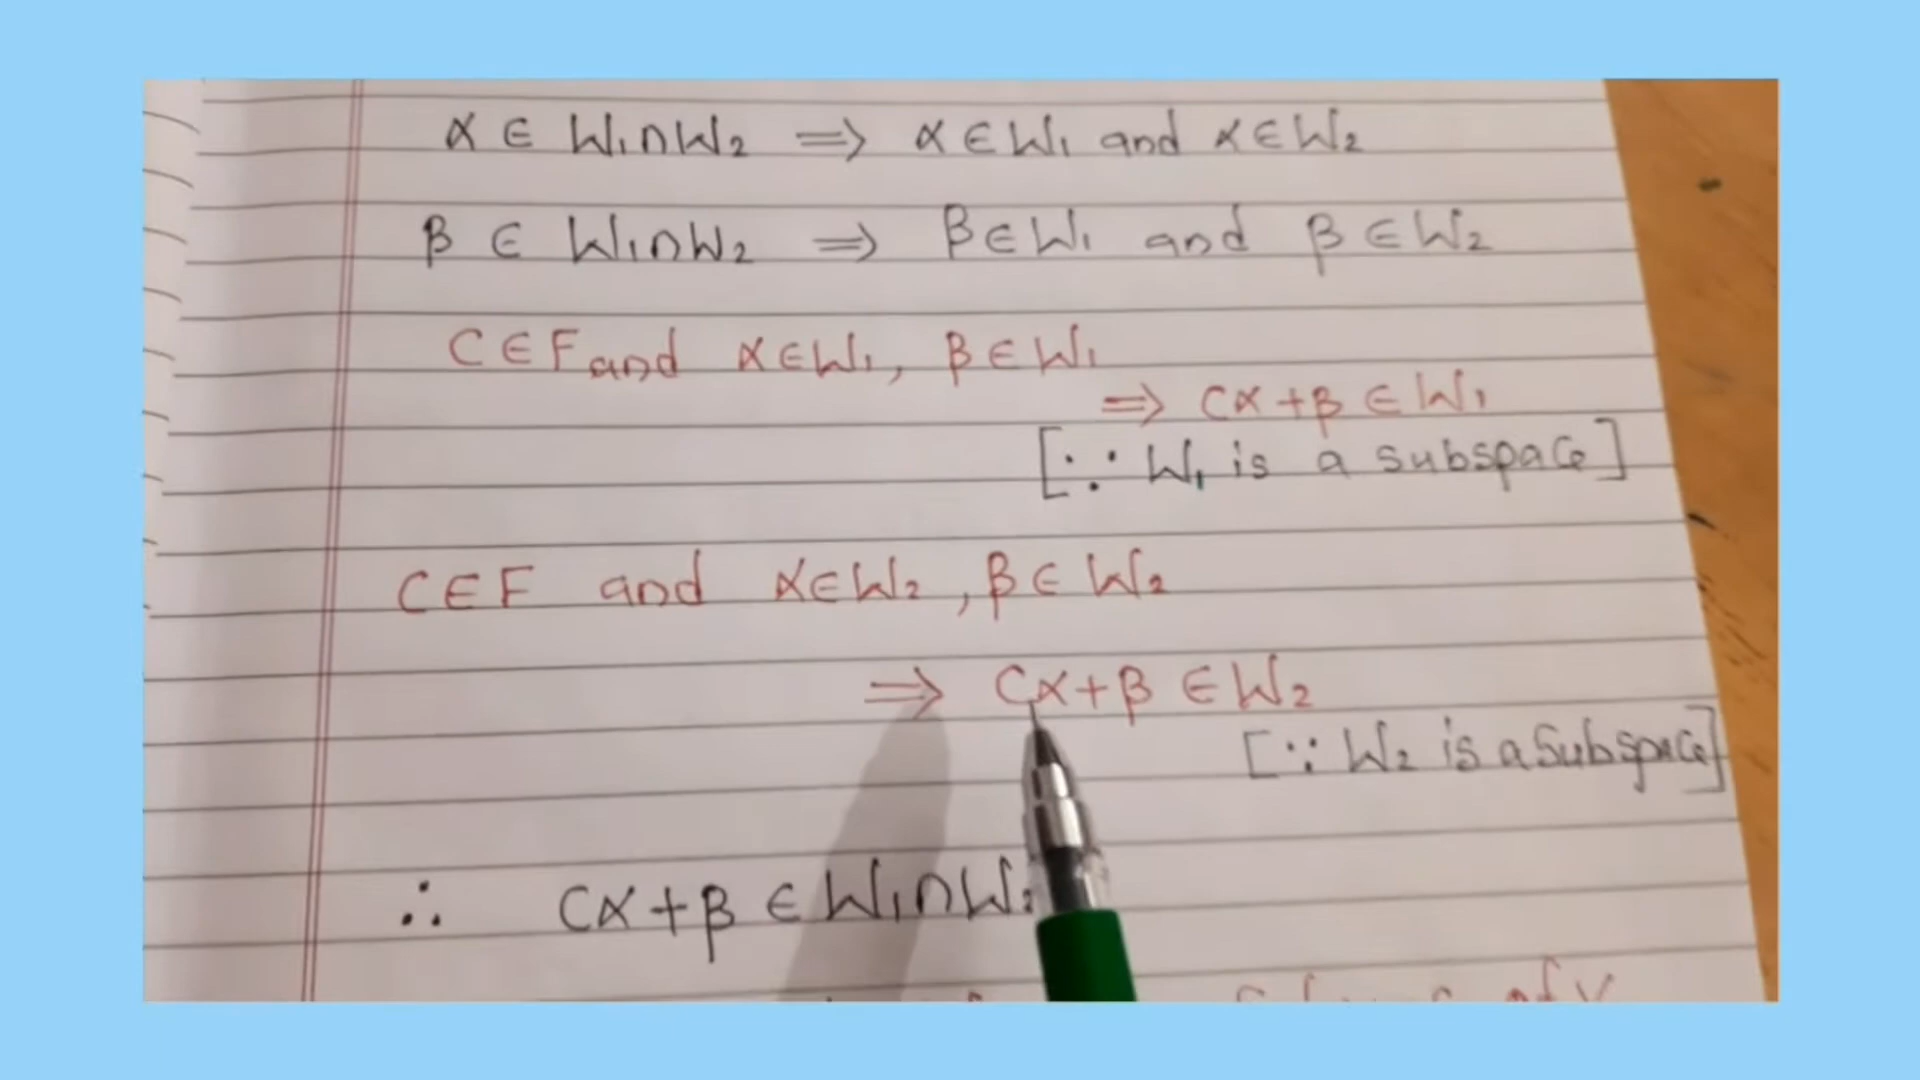 α ∈ W₁∩W₂ ⇒ α∈W₁ and α∈W₂
β ∈ W₁∩W₂ ⇒ β∈W₁ and β∈W₂
C∈F and α∈W₁, β∈W₁
⇒ Cα+β ∈ W₁
[∵ W₁ is a subspace]
C∈F and α∈W₂, β∈W₂
⇒ Cα+β ∈ W₂
[∵ W₂ is a Subspace]
∴ Cα+β ∈ W₁∩W₂
of V